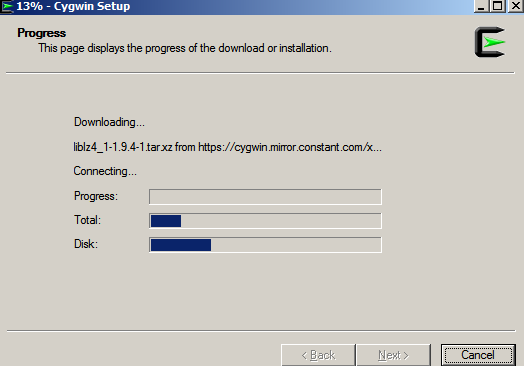 13% - Cygwin Setup
Progress
This page displays the progress of the download or installation.
Downloading...
liblz4_1-1.9.4-1.tar.xz from https://cygwin.mirror.constant.com/x...
Connecting...
Progress:
Total:
Disk:
< Back Next > Cancel